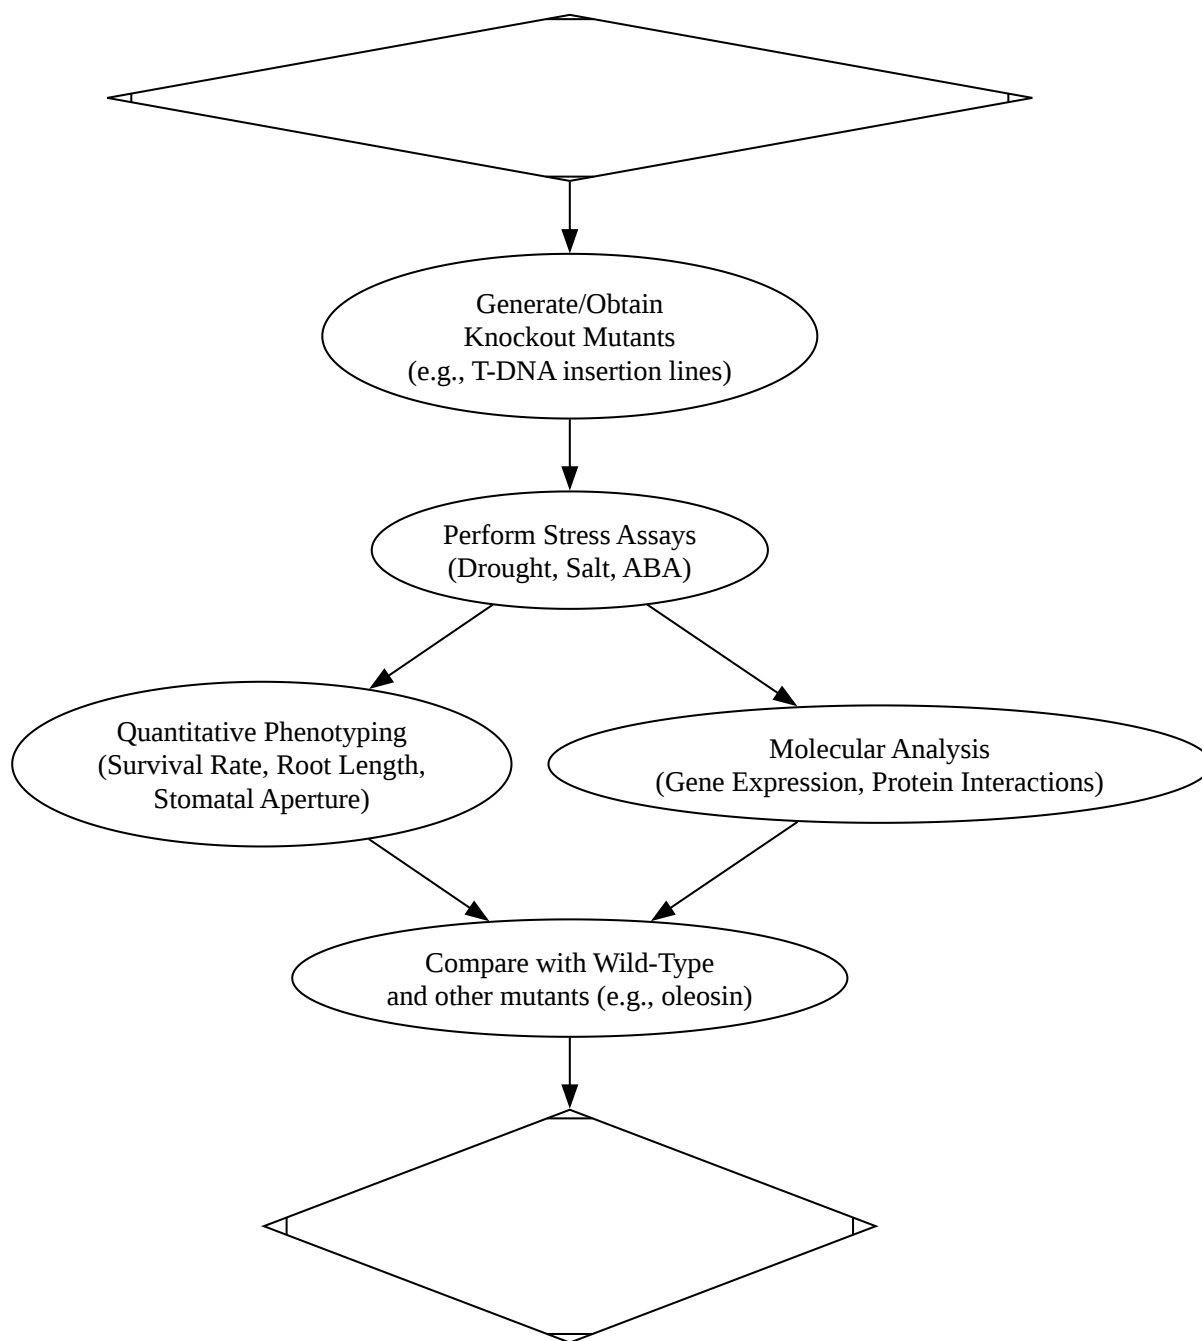 Generate/Obtain
Knockout Mutants
(e.g., T-DNA insertion lines)
Perform Stress Assays
(Drought, Salt, ABA)
Quantitative Phenotyping
(Survival Rate, Root Length,
Stomatal Aperture)
Molecular Analysis
(Gene Expression, Protein Interactions)
Compare with Wild-Type
and other mutants (e.g., oleosin)